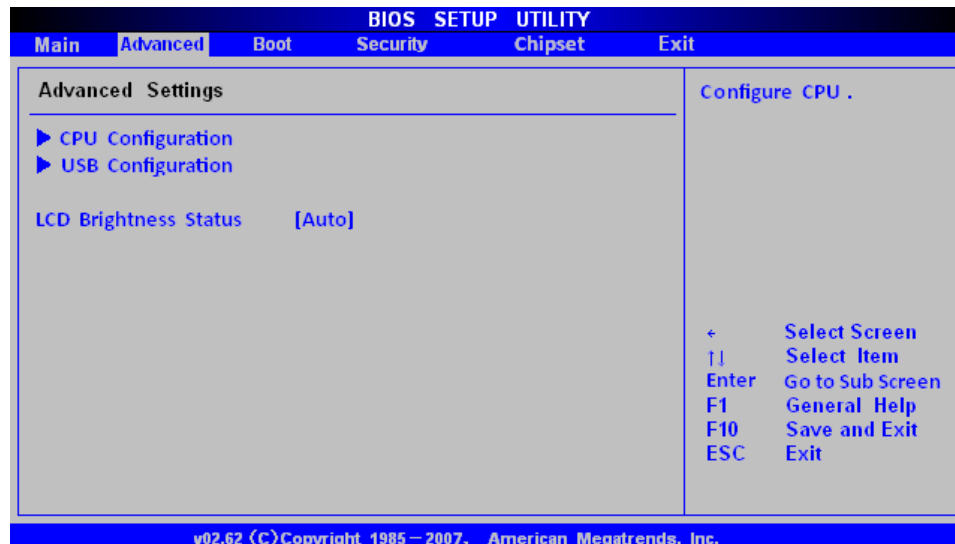 BIOS SETUP UTILITY
Main Advanced Boot Security Chipset Exit
Advanced Settings
▶ CPU Configuration
▶ USB Configuration
LCD Brightness Status [Auto]
Configure CPU .
← Select Screen
↑↓ Select Item
Enter Go to Sub Screen
F1 General Help
F10 Save and Exit
ESC Exit
v02.62 (C)Copyright 1985-2007, American Megatrends, Inc.